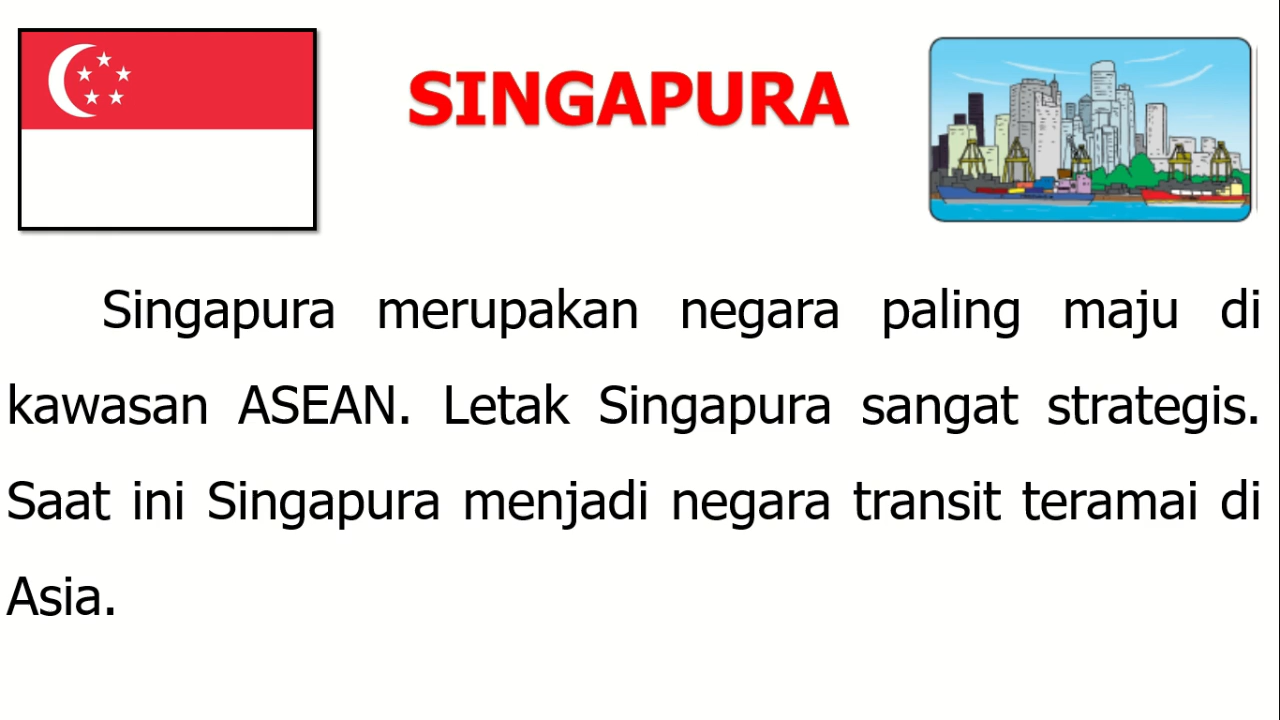 SINGAPURA
Singapura merupakan negara paling maju di
kawasan ASEAN. Letak Singapura sangat strategis.
Saat ini Singapura menjadi negara transit teramai di
Asia.